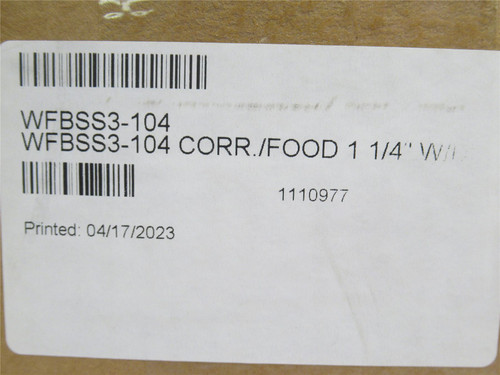 WFBSS3-104
WFBSS3-104 CORR./FOOD 1 1/4"
1110977
Printed: 04/17/2023